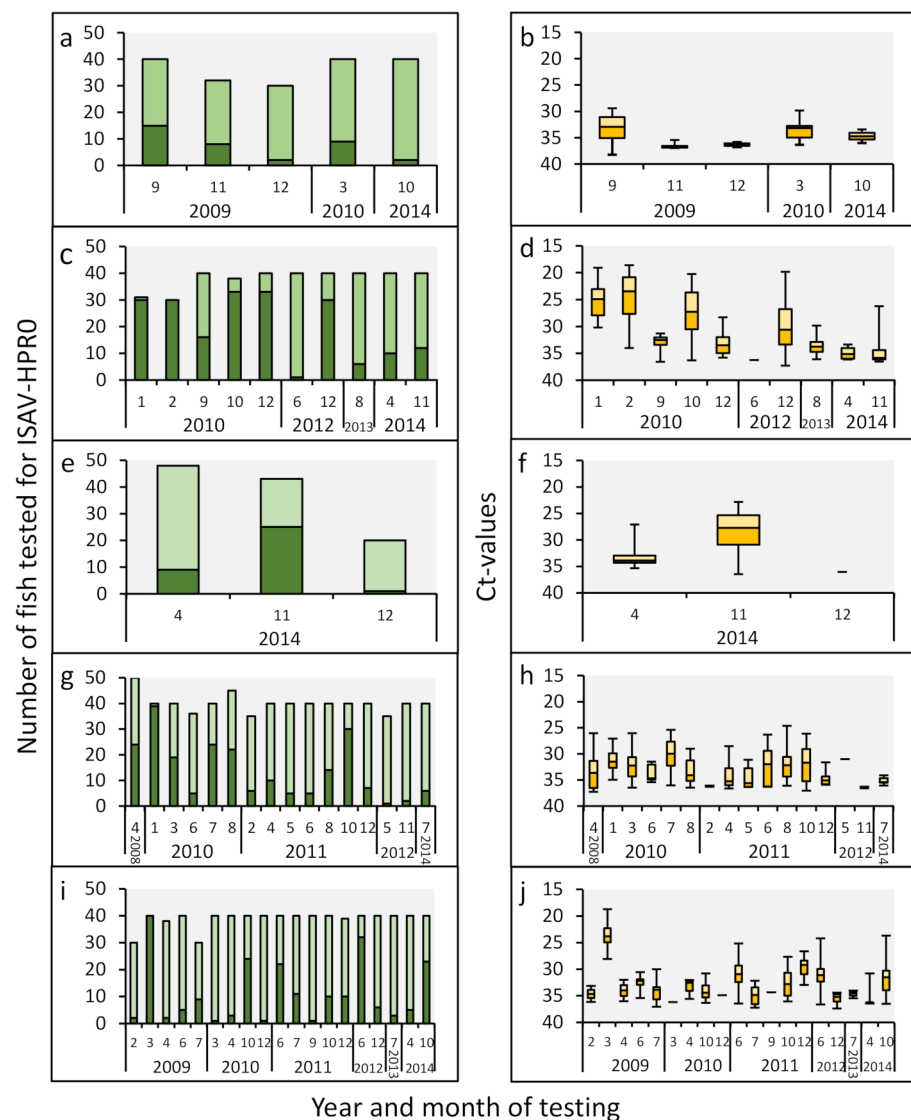 a
50
40
30
20
10
0
9 11 12 3 10
2009 2010 2014
b
15
20
25
30
35
40
9 11 12 3 10
2009 2010 2014
c
50
40
30
20
10
0
1 2 9 10 12 6 12 8 4 11
2010 2012 2013 2014
d
15
20
25
30
35
40
1 2 9 10 12 6 12 8 4 11
2010 2012 2013 2014
e
50
40
30
20
10
0
4 11 12
2014
f
15
20
25
30
35
40
4 11 12
2014
g
50
40
30
20
10
0
4 1 3 6 7 8 2 4 5 6 8 10 12 5 11 7
2008 2010 2011 2012 2014
h
15
20
25
30
35
40
4 1 3 6 7 8 2 4 5 6 8 10 12 5 11 7
2008 2010 2011 2012 2014
i
50
40
30
20
10
0
2 3 4 6 7 3 4 10 12 6 7 9 10 12 6 12 7 4 10
2009 2010 2011 2012 2013 2014
j
15
20
25
30
35
40
2 3 4 6 7 3 4 10 12 6 7 9 10 12 6 12 7 4 10
2009 2010 2011 2012 2013 2014
Number of fish tested for ISAV-HPR0
Ct-values
Year and month of testing